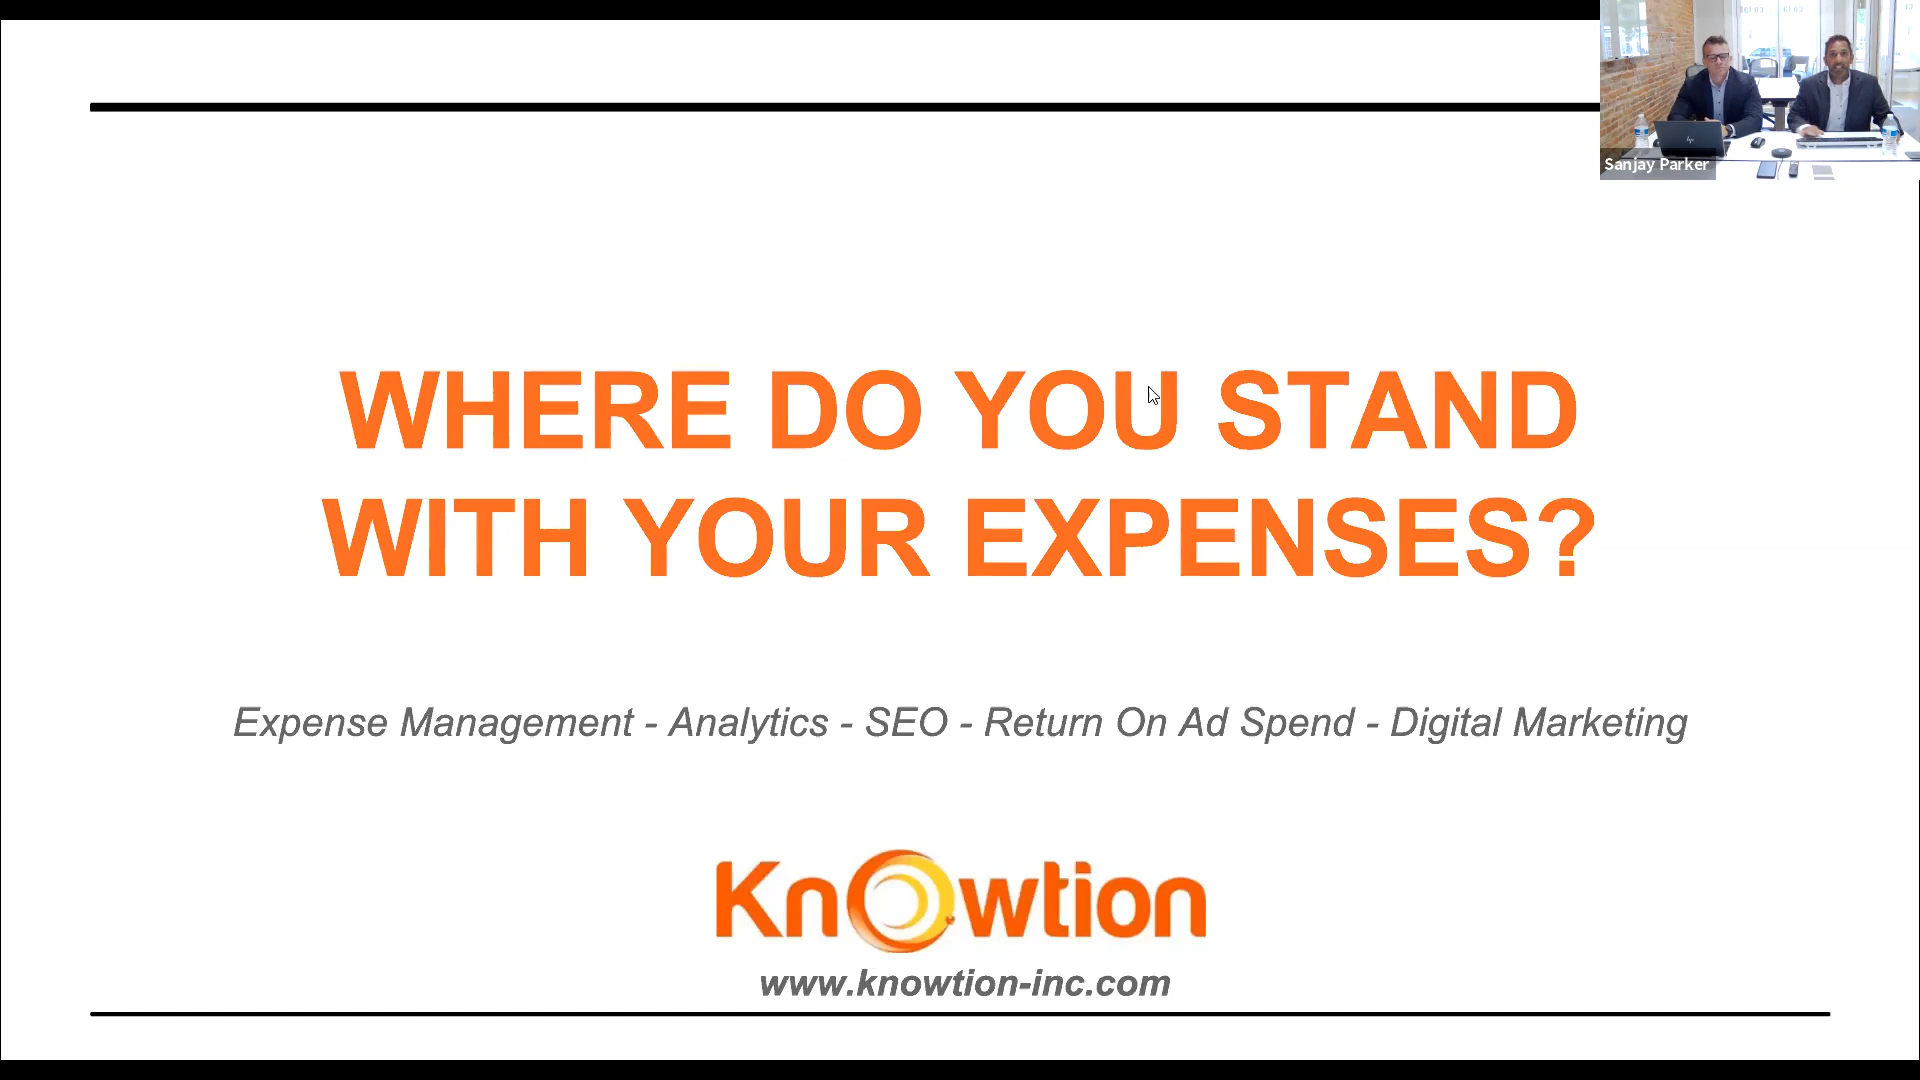 Sanjay Parker
WHERE DO YOU STAND
WITH YOUR EXPENSES?
Expense Management - Analytics - SEO - Return On Ad Spend - Digital Marketing
KnOwtion
www.knowtion-inc.com